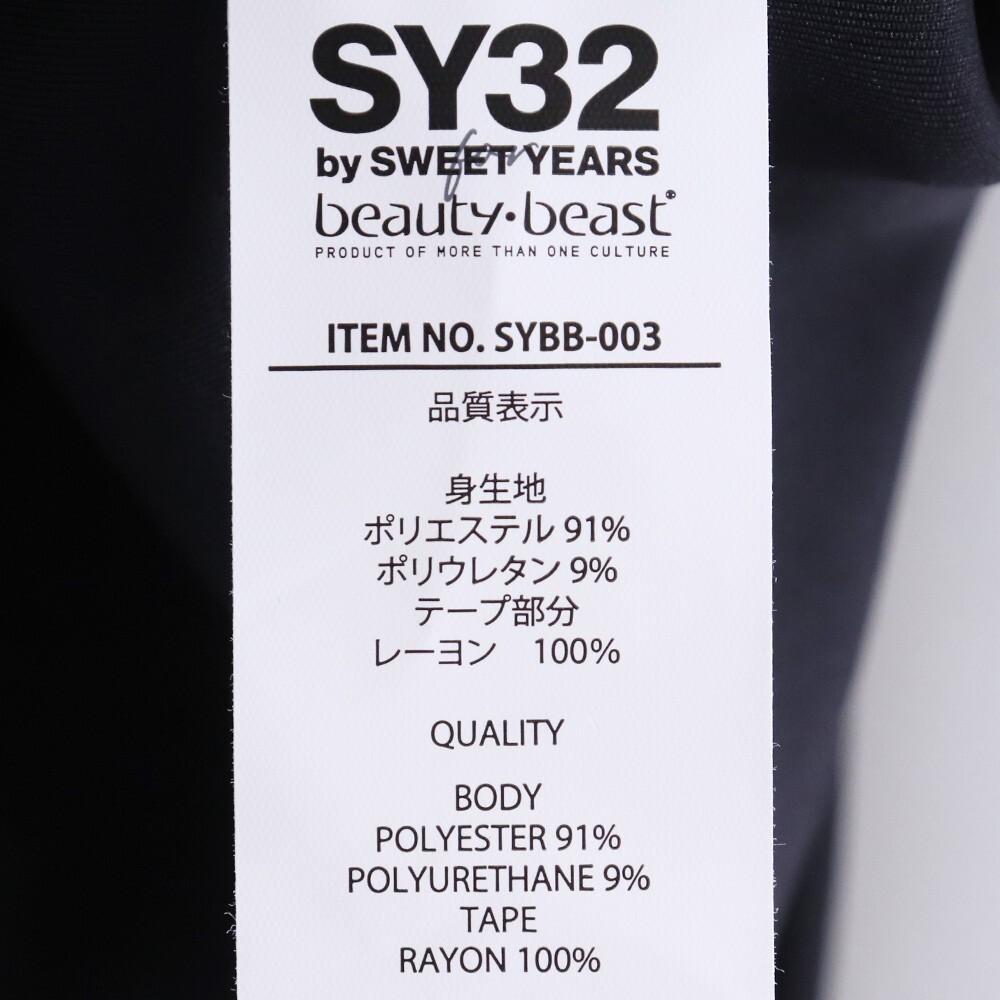 SY32
by SWEET YEARS
for
beauty•beast
PRODUCT OF MORE THAN ONE CULTURE
ITEM NO. SYBB-003
品質表示
身生地
ポリエステル 91%
ポリウレタン 9%
テープ部分
レーヨン　100%
QUALITY
BODY
POLYESTER 91%
POLYURETHANE 9%
TAPE
RAYON 100%